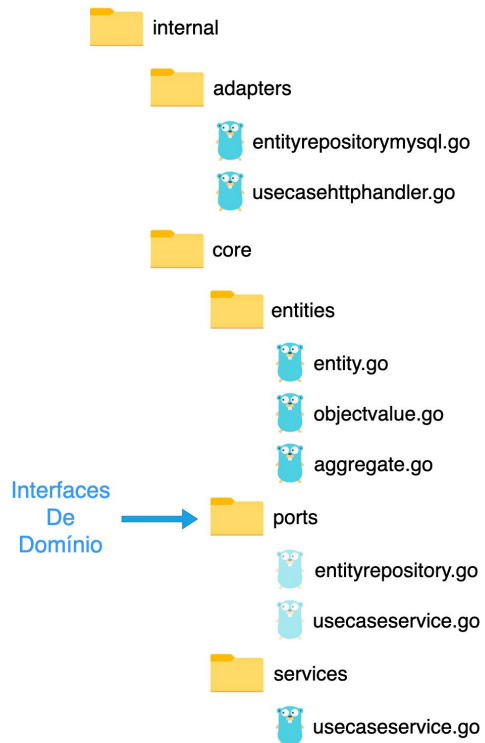 internal
adapters
entityrepositorymysql.go
usecasehttphandler.go
core
entities
entity.go
objectvalue.go
aggregate.go
Interfaces
De
Domínio
ports
entityrepository.go
usecaseservice.go
services
usecaseservice.go